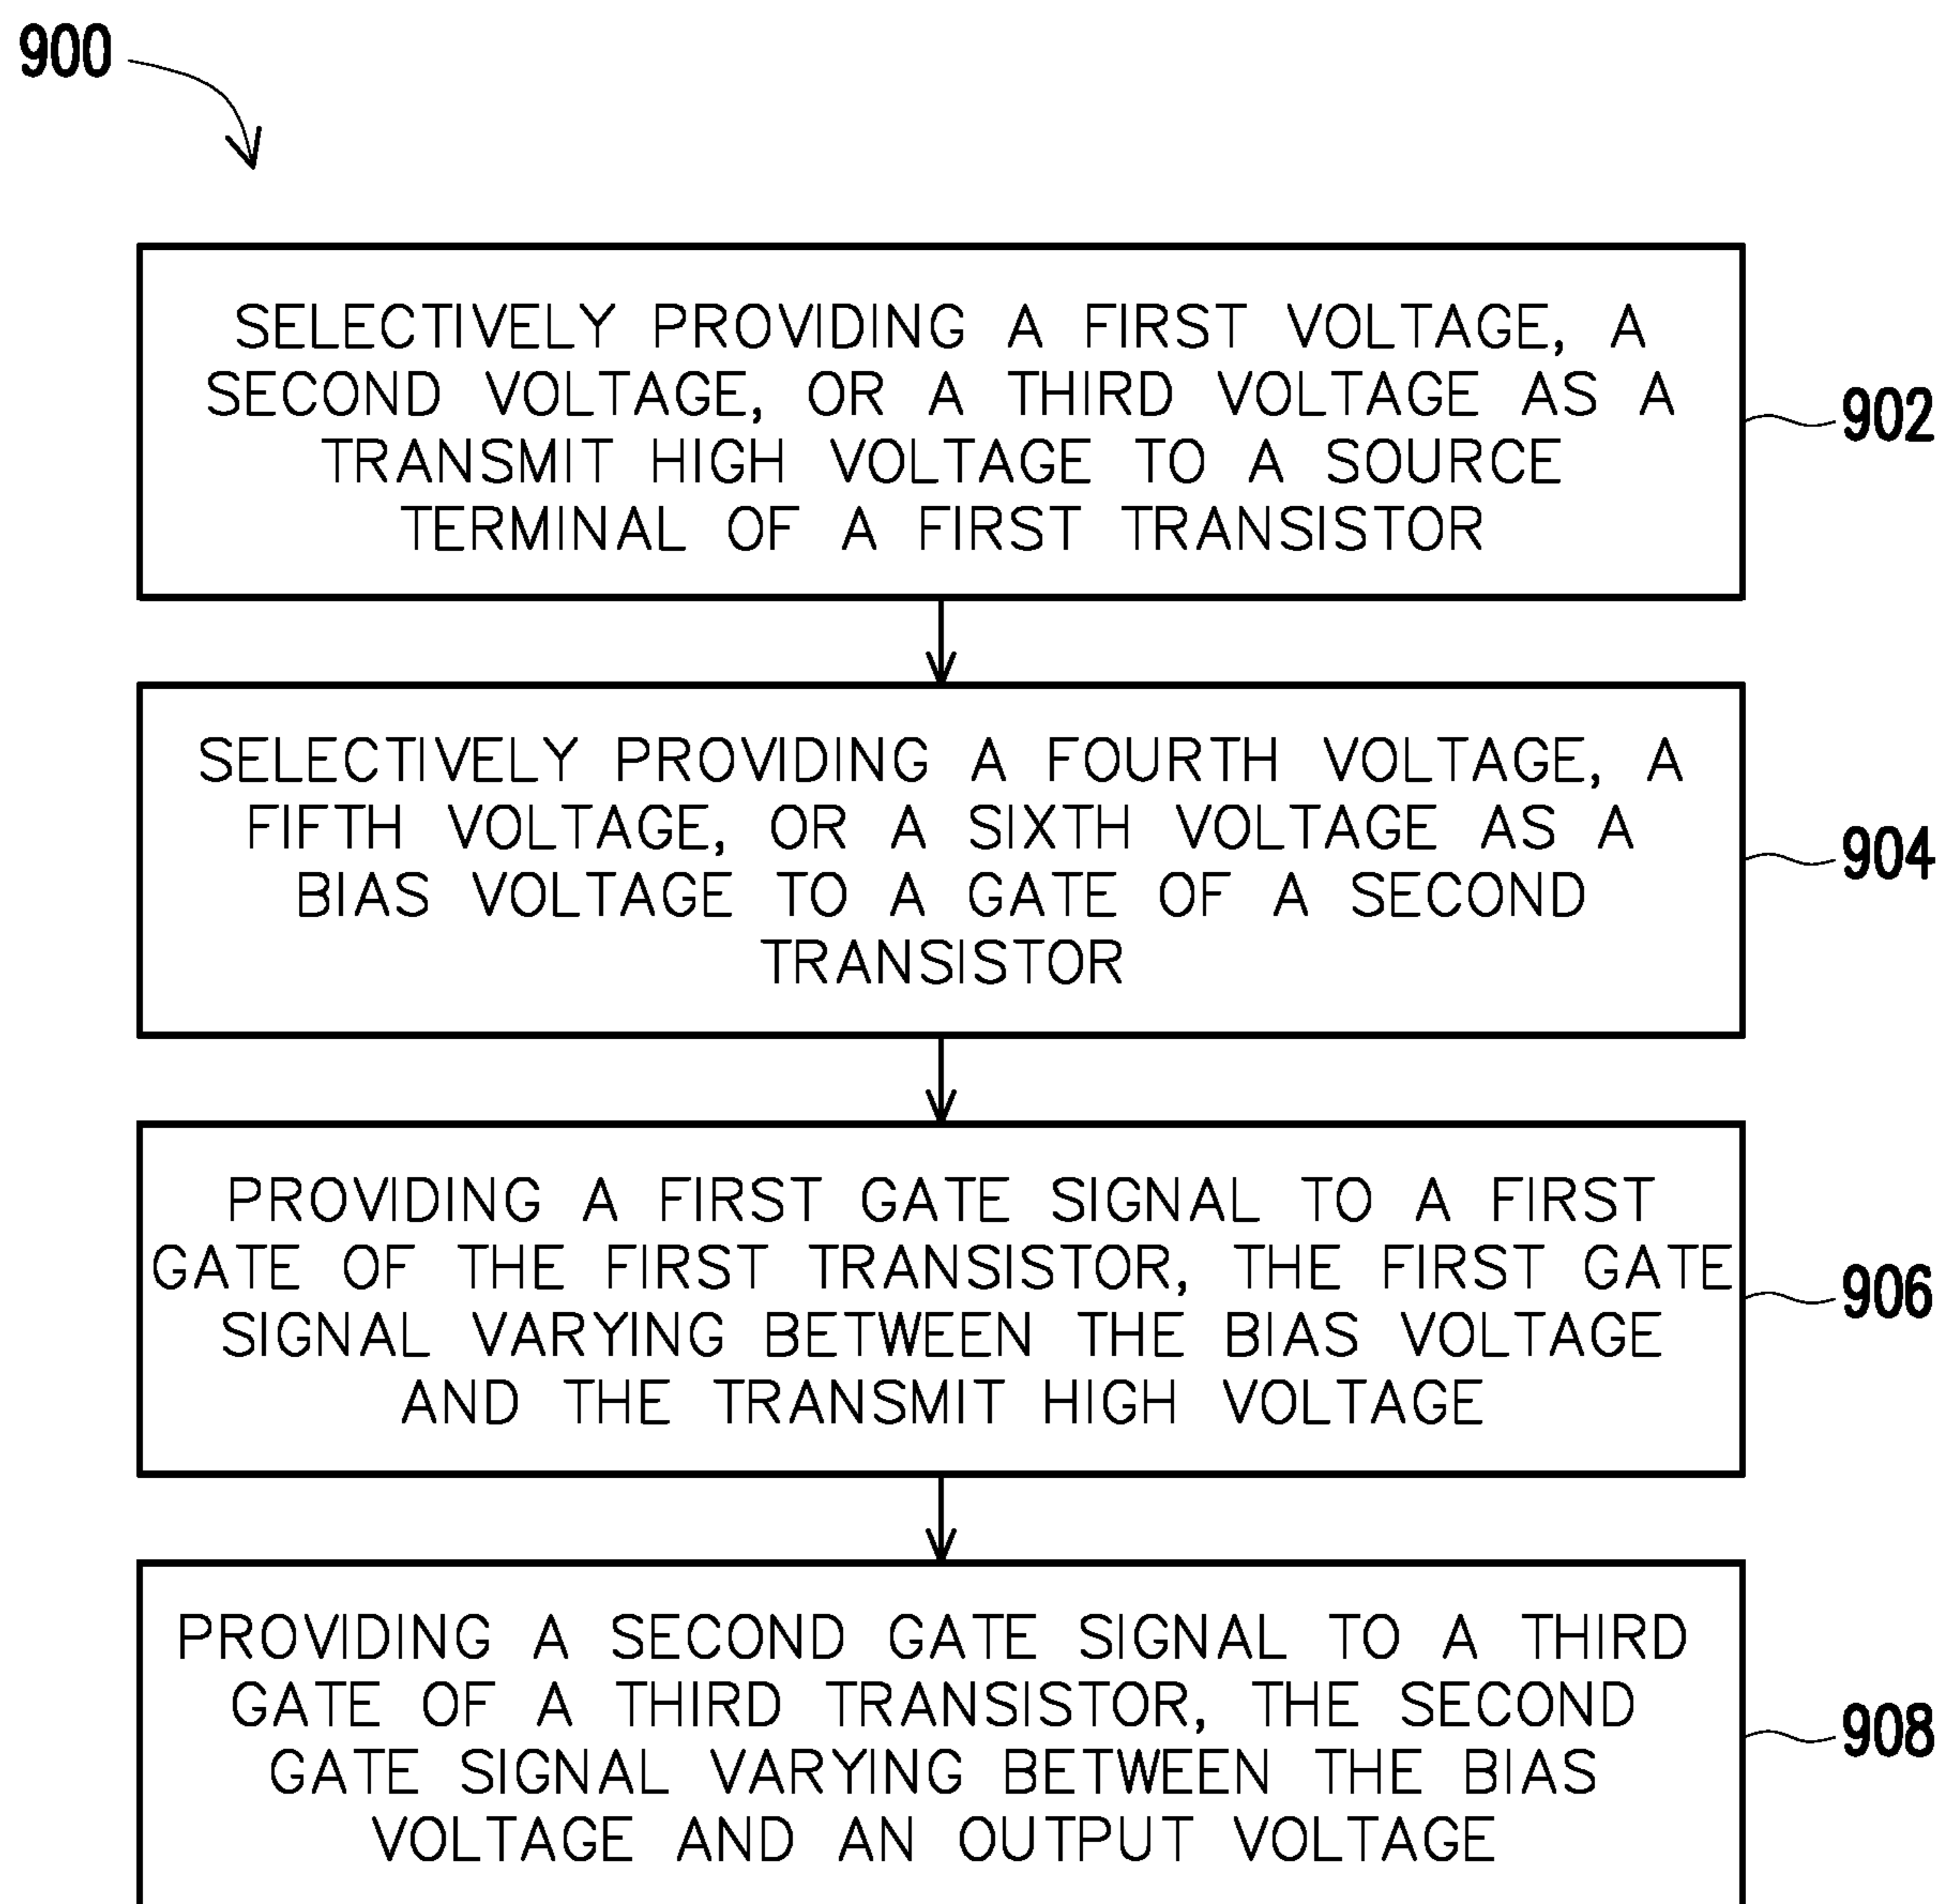 900
SELECTIVELY PROVIDING A FIRST VOLTAGE, A
SECOND VOLTAGE, OR A THIRD VOLTAGE AS A
TRANSMIT HIGH VOLTAGE TO A SOURCE
TERMINAL OF A FIRST TRANSISTOR
902
SELECTIVELY PROVIDING A FOURTH VOLTAGE, A
FIFTH VOLTAGE, OR A SIXTH VOLTAGE AS A
BIAS VOLTAGE TO A GATE OF A SECOND
TRANSISTOR
904
PROVIDING A FIRST GATE SIGNAL TO A FIRST
GATE OF THE FIRST TRANSISTOR, THE FIRST GATE
SIGNAL VARYING BETWEEN THE BIAS VOLTAGE
AND THE TRANSMIT HIGH VOLTAGE
906
PROVIDING A SECOND GATE SIGNAL TO A THIRD
GATE OF A THIRD TRANSISTOR, THE SECOND
GATE SIGNAL VARYING BETWEEN THE BIAS
VOLTAGE AND AN OUTPUT VOLTAGE
908